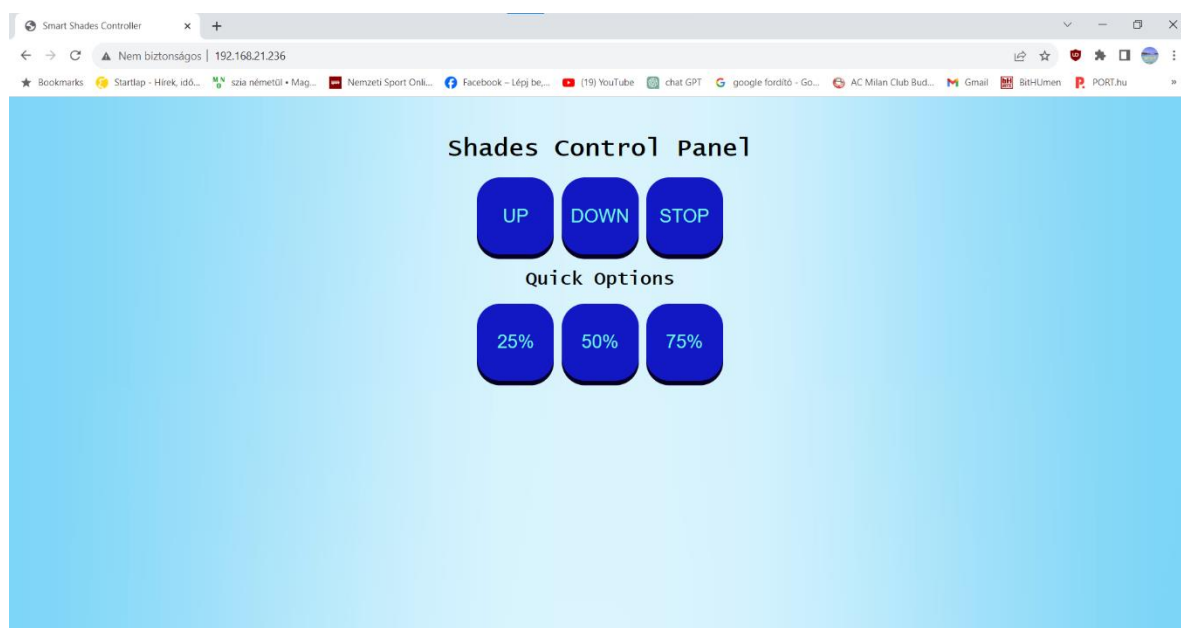 Smart Shades Controller
Nem biztonságos | 192.168.21.236
Bookmarks Startlap - Hírek, idő... szia németül • Mag... Nemzeti Sport Onli... Facebook – Lépj be,... (19) YouTube chat GPT google fordító - Go... AC Milan Club Bud... Gmail BitHUmen PORT.hu »
Shades Control Panel
UP DOWN STOP
Quick Options
25% 50% 75%